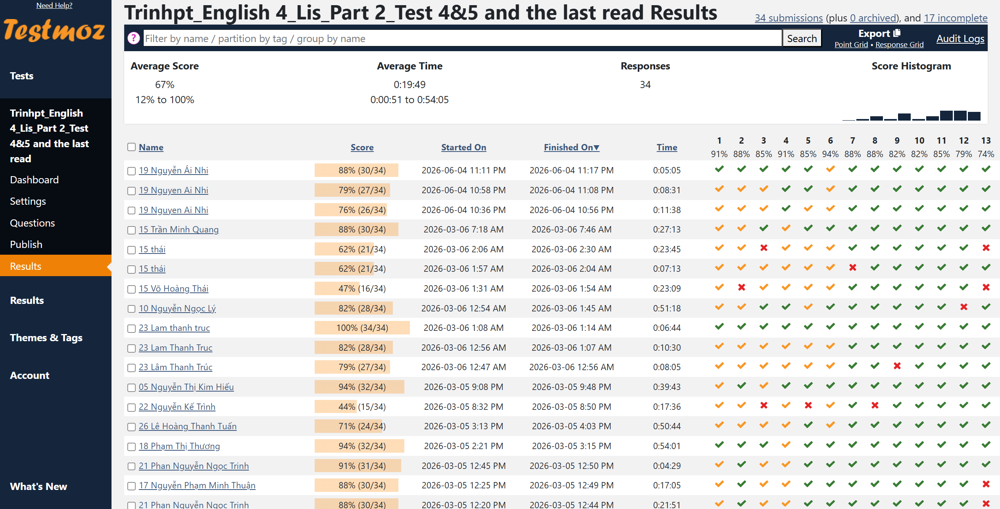 Need Help?
Testmoz
Tests
Trinhpt_English
4_Lis_Part 2_Test
4&5 and the last
read
Dashboard
Settings
Questions
Publish
Results
Results
Themes & Tags
Account
What's New
Trinhpt_English 4_Lis_Part 2_Test 4&5 and the last read Results
34 submissions (plus 0 archived), and 17 incomplete
? Filter by name / partition by tag / group by name Search
Export
Point Grid • Response Grid
Audit Logs
Average Score Average Time Responses Score Histogram
67% 0:19:49 34
12% to 100% 0:00:51 to 0:54:05
Name Score Started On Finished On▼ Time 1 2 3 4 5 6 7 8 9 10 11 12 13
91% 88% 85% 91% 85% 94% 88% 88% 82% 82% 85% 79% 74%
19 Nguyễn Ái Nhi 88% (30/34) 2026-06-04 11:11 PM 2026-06-04 11:17 PM 0:05:05
19 Nguyen Ai Nhi 79% (27/34) 2026-06-04 10:58 PM 2026-06-04 11:08 PM 0:08:31
19 Nguyen Ai Nhi 76% (26/34) 2026-06-04 10:36 PM 2026-06-04 10:56 PM 0:11:38
15 Trần Minh Quang 88% (30/34) 2026-03-06 7:18 AM 2026-03-06 7:46 AM 0:27:13
15 thái 62% (21/34) 2026-03-06 2:06 AM 2026-03-06 2:30 AM 0:23:45
15 thái 62% (21/34) 2026-03-06 1:57 AM 2026-03-06 2:04 AM 0:07:13
15 Võ Hoàng Thái 47% (16/34) 2026-03-06 1:31 AM 2026-03-06 1:54 AM 0:23:09
10 Nguyễn Ngọc Lý 82% (28/34) 2026-03-06 12:54 AM 2026-03-06 1:45 AM 0:51:18
23 Lam thanh truc 100% (34/34) 2026-03-06 1:08 AM 2026-03-06 1:14 AM 0:06:44
23 Lam Thanh Truc 82% (28/34) 2026-03-06 12:56 AM 2026-03-06 1:07 AM 0:10:30
23 Lâm Thanh Trúc 79% (27/34) 2026-03-06 12:47 AM 2026-03-06 12:56 AM 0:08:05
05 Nguyễn Thị Kim Hiếu 94% (32/34) 2026-03-05 9:08 PM 2026-03-05 9:48 PM 0:39:43
22 Nguyễn Kế Trình 44% (15/34) 2026-03-05 8:32 PM 2026-03-05 8:50 PM 0:17:36
26 Lê Hoàng Thanh Tuấn 71% (24/34) 2026-03-05 3:13 PM 2026-03-05 4:03 PM 0:50:44
18 Phạm Thị Thương 94% (32/34) 2026-03-05 2:21 PM 2026-03-05 3:15 PM 0:54:01
21 Phan Nguyễn Ngọc Trinh 91% (31/34) 2026-03-05 12:45 PM 2026-03-05 12:50 PM 0:04:29
17 Nguyễn Phạm Minh Thuận 88% (30/34) 2026-03-05 12:25 PM 2026-03-05 12:49 PM 0:17:05
21 Phan Nguyễn Ngọc Trinh 88% (30/34) 2026-03-05 12:20 PM 2026-03-05 12:44 PM 0:21:51